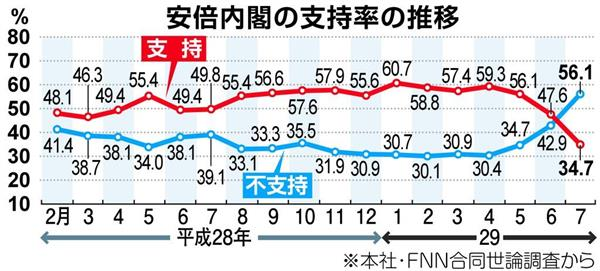 安倍内閣の支持率の推移
%
80
70
60
50
40
30
20
10
支持
48.1 46.3 49.4 55.4 49.4 49.8 55.4 56.6 57.6 57.9 55.6 60.7 58.8 57.4 59.3 56.1 47.6 34.7
不支持
41.4 38.7 38.1 34.0 38.1 39.1 33.1 33.3 35.5 31.9 30.9 30.7 30.1 30.9 30.4 34.7 42.9 56.1
2月 3 4 5 6 7 8 9 10 11 12 1 2 3 4 5 6 7
平成28年 29
※本社・FNN合同世論調査から